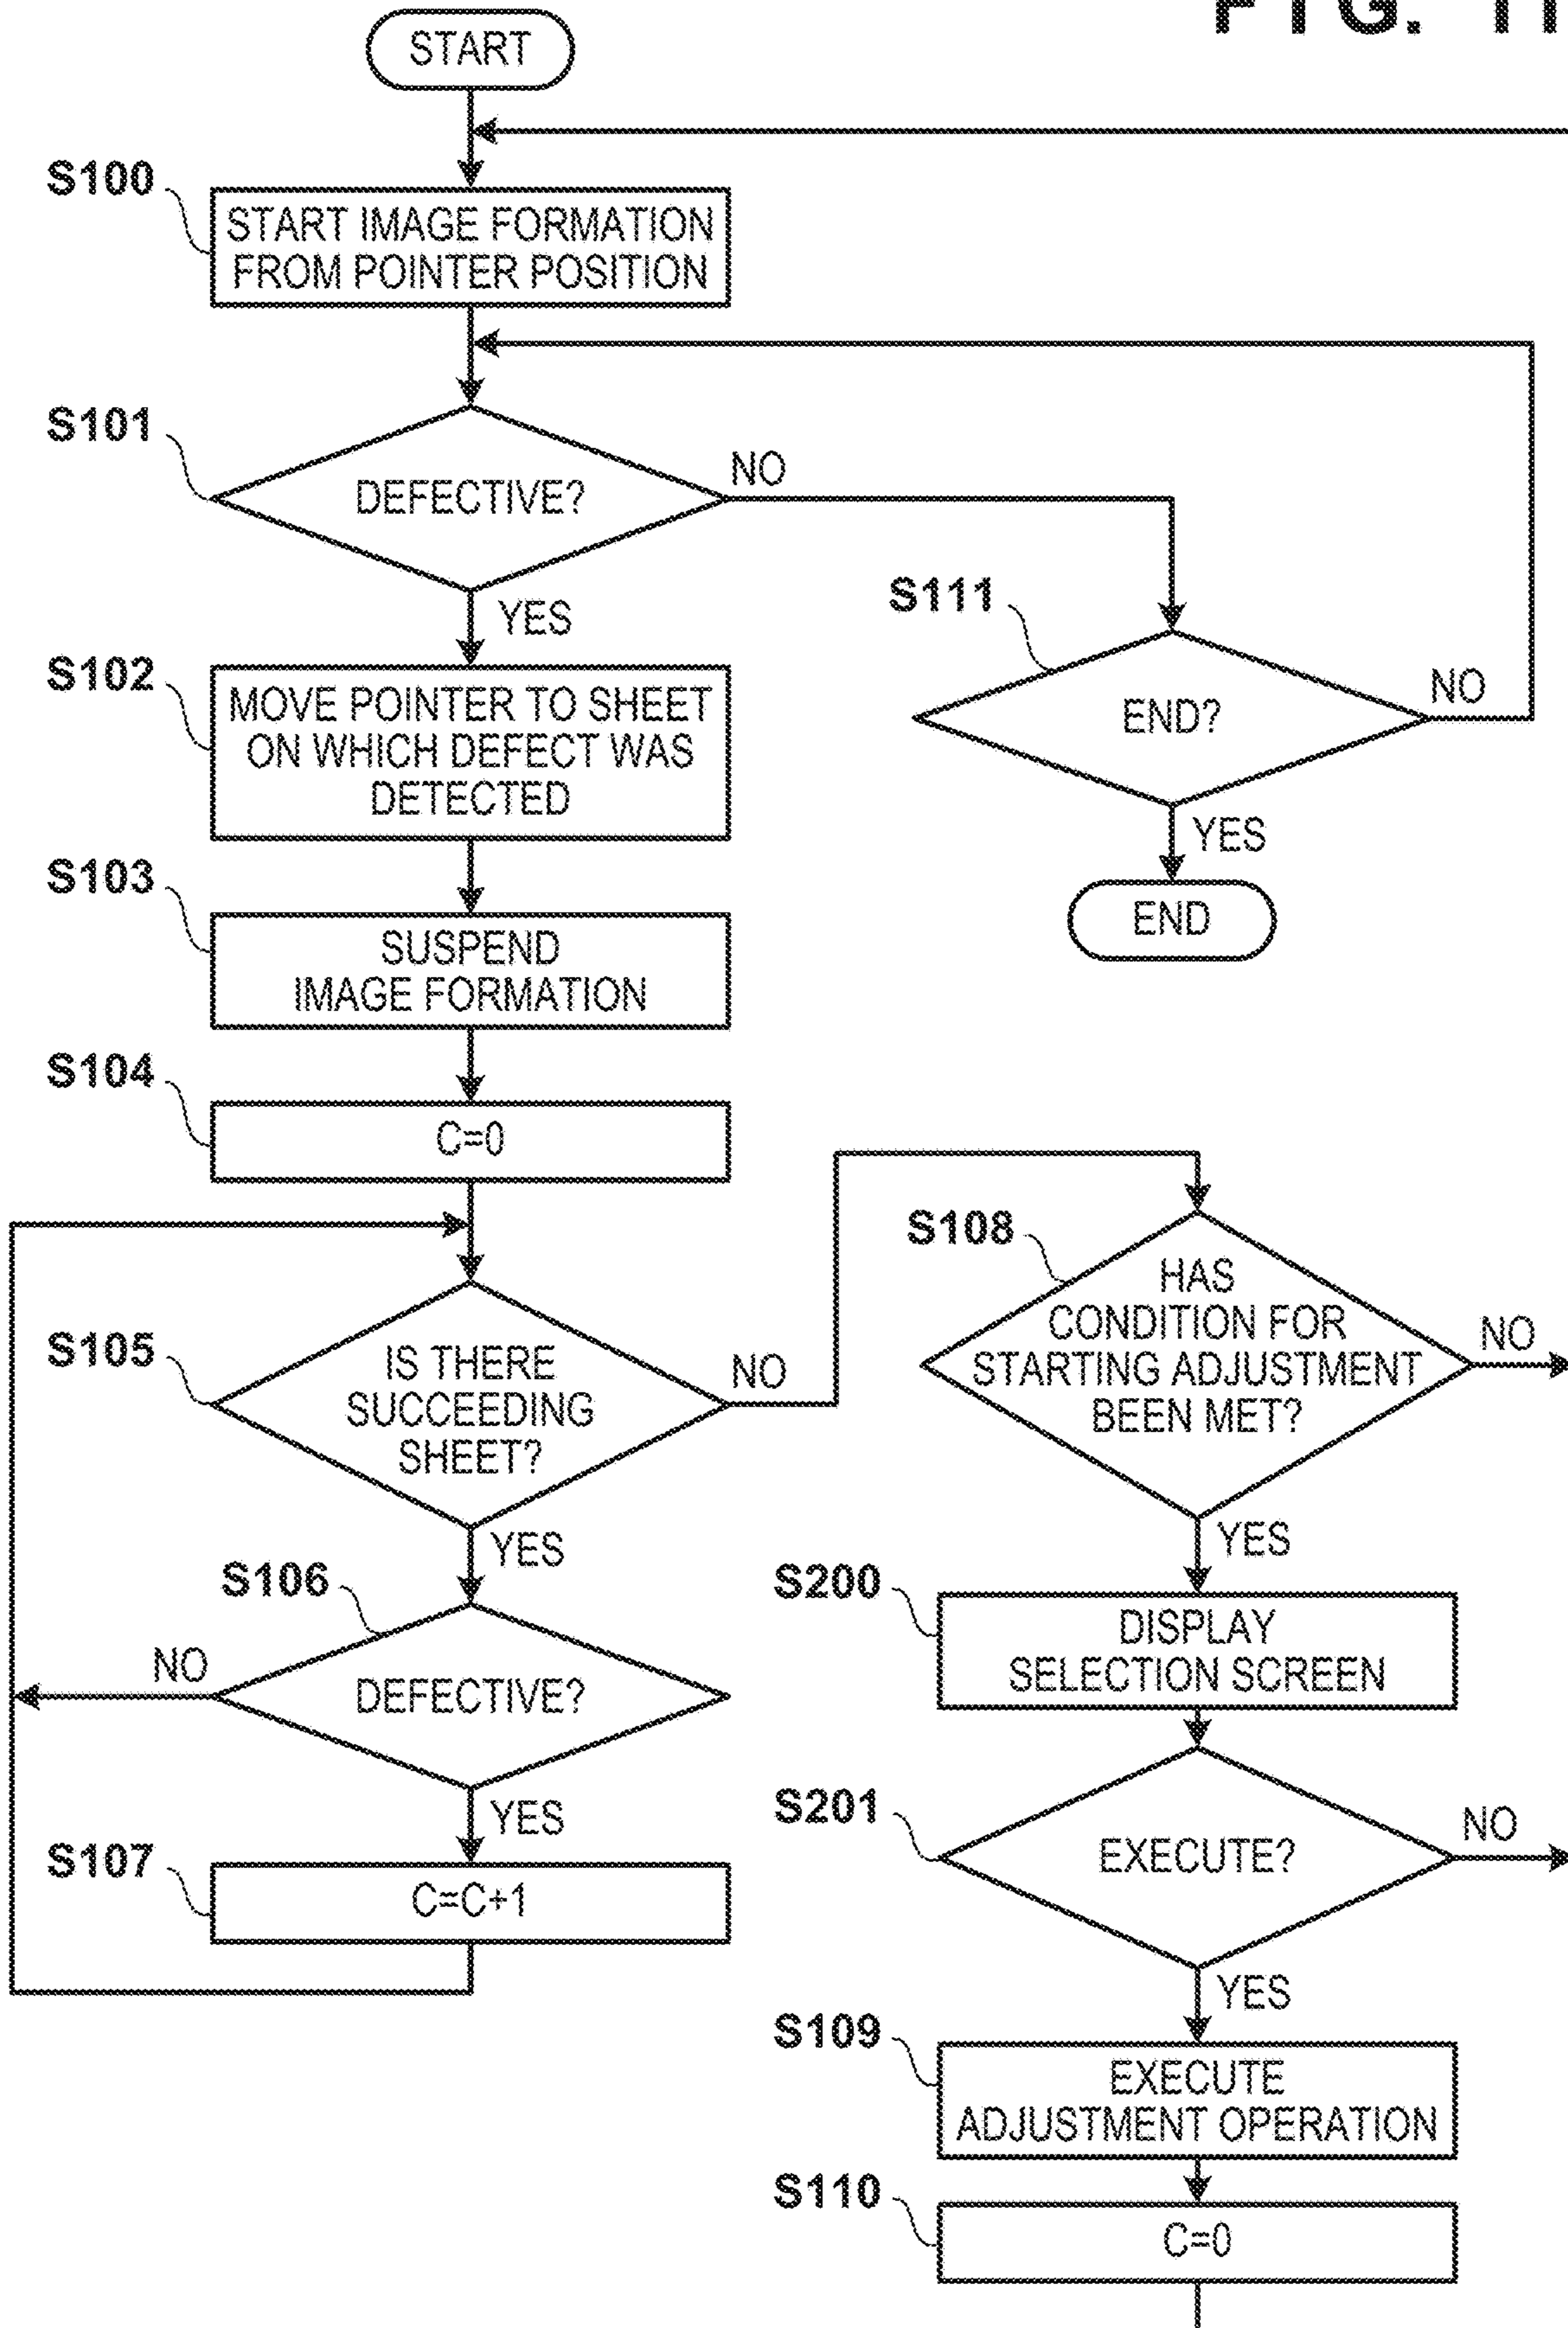 FIG. 11
START
S100
START IMAGE FORMATION
FROM POINTER POSITION
S101
DEFECTIVE?
NO
YES
S111
END?
NO
YES
END
S102
MOVE POINTER TO SHEET
ON WHICH DEFECT WAS
DETECTED
S103
SUSPEND
IMAGE FORMATION
S104
C=0
S105
IS THERE
SUCCEEDING
SHEET?
NO
YES
S106
DEFECTIVE?
NO
YES
S107
C=C+1
S108
HAS
CONDITION FOR
STARTING ADJUSTMENT
BEEN MET?
NO
YES
S200
DISPLAY
SELECTION SCREEN
S201
EXECUTE?
NO
YES
S109
EXECUTE
ADJUSTMENT OPERATION
S110
C=0